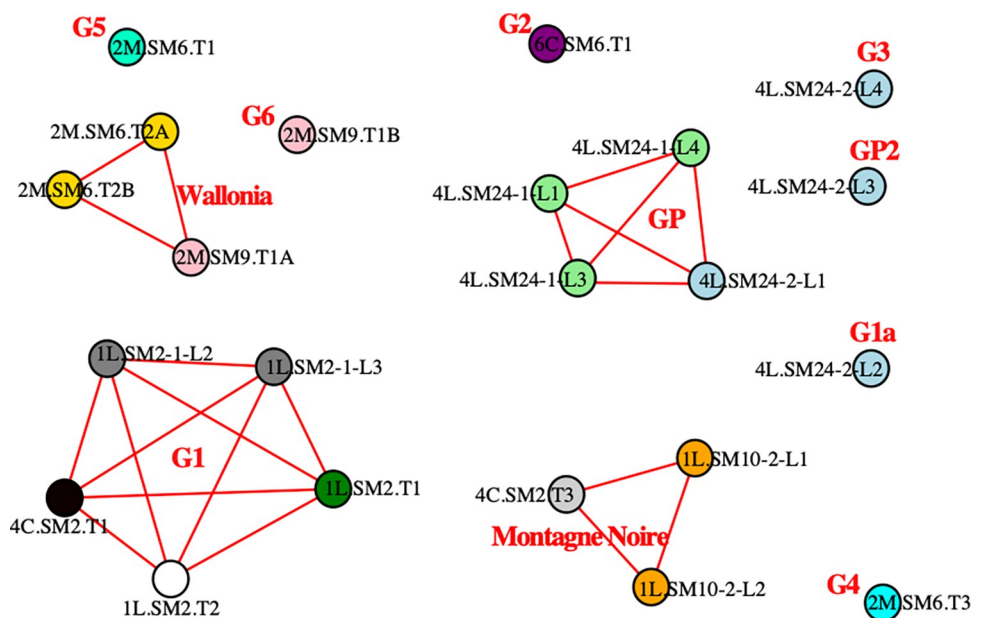 G5
2M.SM6.T1
G2
6C.SM6.T1
G3
4L.SM24-2-L4
2M.SM6.T2A
G6
2M.SM9.T1B
4L.SM24-1-L4
GP2
4L.SM24-2-L3
2M.SM6.T2B
Wallonia
4L.SM24-1-L1
GP
2M.SM9.T1A
4L.SM24-1-L3
4L.SM24-2-L1
1L.SM2-1-L2
1L.SM2-1-L3
G1a
4L.SM24-2-L2
G1
1L.SM2.T1
4C.SM2.T1
1L.SM2.T2
1L.SM10-2-L1
4C.SM2.T3
Montagne Noire
1L.SM10-2-L2
G4
2M.SM6.T3